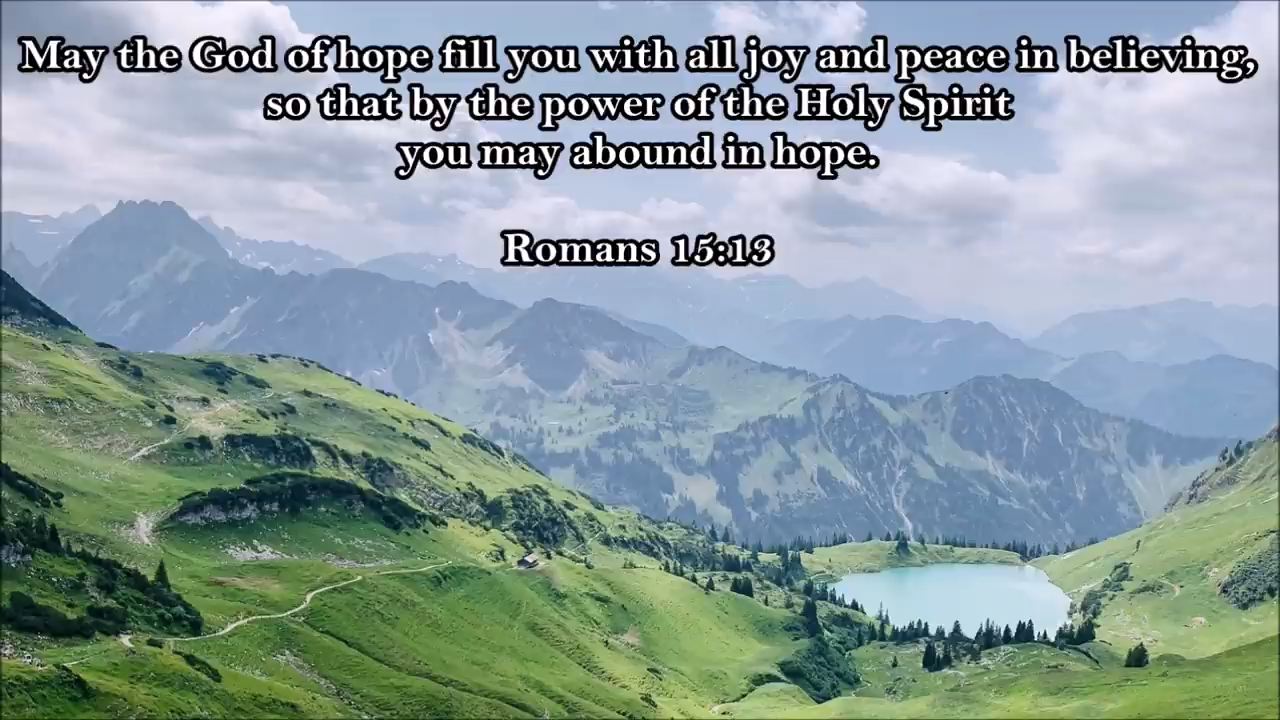 May the God of hope fill you with all joy and peace in believing,
so that by the power of the Holy Spirit
you may abound in hope.
Romans 15:13